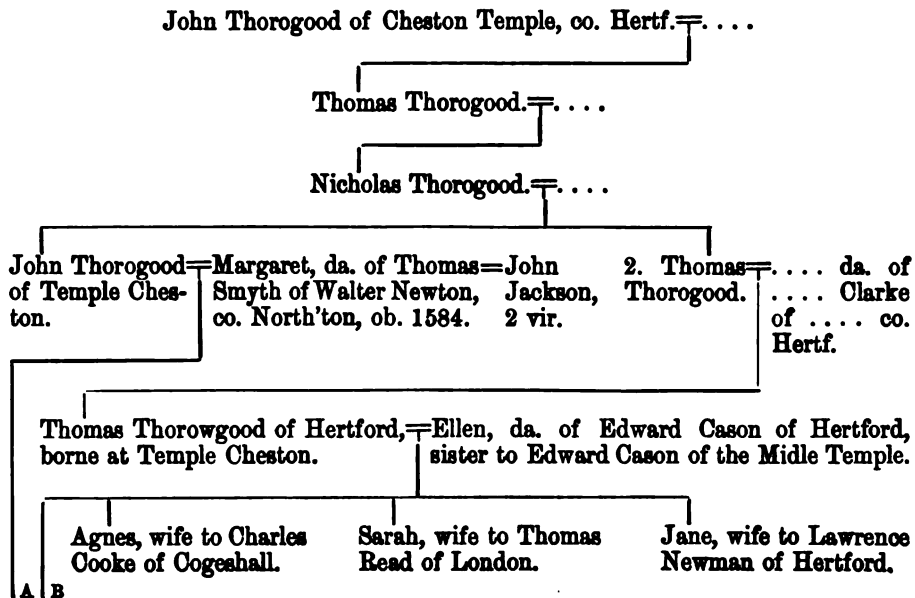 John Thorogood of Cheston Temple, co. Hertf.=. . . .
Thomas Thorogood.=. . . .
Nicholas Thorogood.=. . . .
John Thorogood=Margaret, da. of Thomas=John 2. Thomas=. . . . da. of
of Temple Ches- Smyth of Walter Newton, Jackson, Thorogood. . . . . Clarke
ton. co. North'ton, ob. 1584. 2 vir. of . . . . co.
Hertf.
Thomas Thorowgood of Hertford,=Ellen, da. of Edward Cason of Hertford,
borne at Temple Cheston. sister to Edward Cason of the Midle Temple.
Agnes, wife to Charles Sarah, wife to Thomas Jane, wife to Lawrence
Cooke of Cogeshall. Read of London. Newman of Hertford.
A B